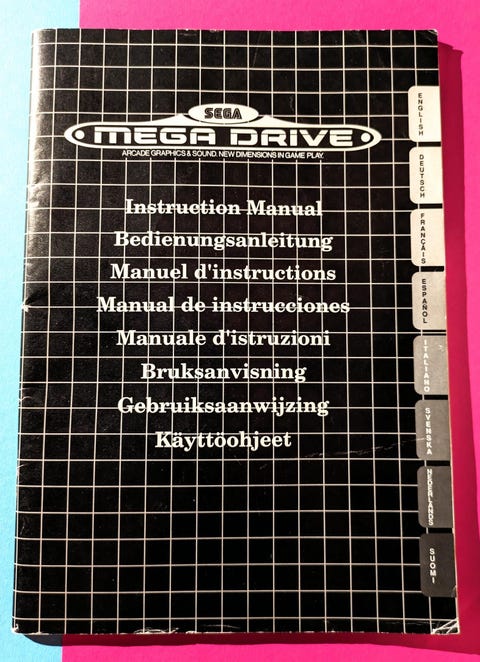 SEGA
MEGA DRIVE
ARCADE GRAPHICS & SOUND. NEW DIMENSIONS IN GAME PLAY.
Instruction Manual
Bedienungsanleitung
Manuel d'instructions
Manual de instrucciones
Manuale d'istruzioni
Bruksanvisning
Gebruiksaanwijzing
Käyttöohjeet
ENGLISH
DEUTSCH
FRANÇAIS
ESPAÑOL
ITALIANO
SVENSKA
NEDERLANDS
SUOMI